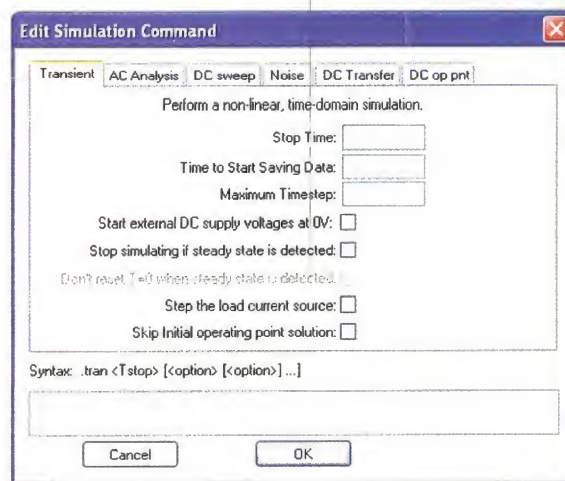 Edit Simulation Command
Transient AC Analysis DC sweep Noise DC Transfer DC op pnt
Perform a non-linear, time-domain simulation.
Stop Time:
Time to Start Saving Data:
Maximum Timestep:
Start external DC supply voltages at 0V:
Stop simulating if steady state is detected:
Don't reset T=0 when steady state is detected:
Step the load current source:
Skip Initial operating point solution:
Syntax: .tran <Tstop> [<option> [<option>] ...]
Cancel OK